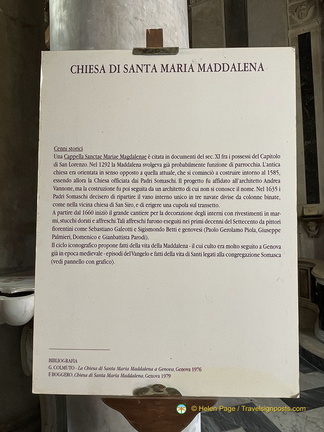 CHIESA DI SANTA MARIA MADDALENA
Cenni storici
Una Cappella Sanctae Mariae Magdalenae è citata in documenti del sec. XI fra i possessi del Capitolo
di San Lorenzo. Nel 1292 la Maddalena svolgeva già probabilmente funzione di parrocchia. L'antica
chiesa era orientata in senso opposto a quella attuale, che si cominciò a costruire intorno al 1585,
essendo allora la Chiesa officiata dai Padri Somaschi. Il progetto fu affidato all'architetto Andrea
Vannone, ma la costruzione fu poi seguita da un architetto di cui non si conosce il nome. Nel 1635 i
Padri Somaschi decisero di ripartire il vano interno unico in tre navate divise da colonne binate,
come nella vicina chiesa di San Siro, e di erigere una cupola sul transetto.
A partire dal 1660 iniziò il grande cantiere per la decorazione degli interni con rivestimenti in mar-
mi, stucchi dorati e affreschi. Tali affreschi furono eseguiti nei primi decenni del Settecento da pittori
fiorentini come Sebastiano Galeotti e Sigismondo Betti e genovesi (Paolo Gerolamo Piola, Giuseppe
Palmieri, Domenico e Gianbattista Parodi).
Il ciclo iconografico propone fatti della vita della Maddalena - il cui culto era molto seguito a Genova
già in epoca medievale - episodi del Vangelo e fatti della vita di Santi legati alla congregazione Somasca
(vedi pannello con grafico).
BIBLIOGRAFIA
G. COLMUTO - La Chiesa di Santa Maria Maddalena a Genova, Genova 1976
F. BOGGERO, Chiesa di Santa Maria Maddalena, Genova 1979
© Helen Page / Travelsignposts.com